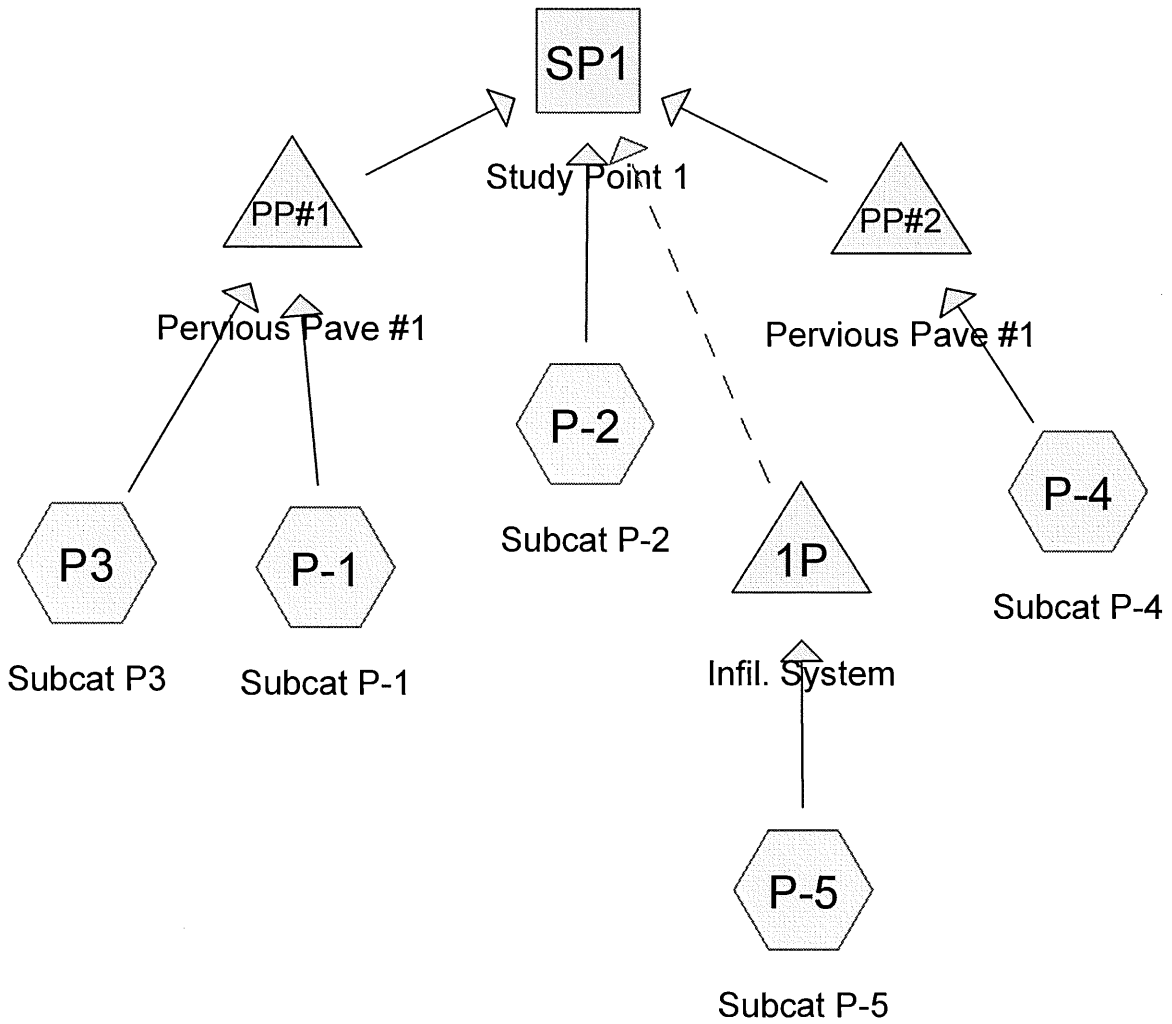 SP1
Study Point 1
PP#1
PP#2
Pervious Pave #1
Pervious Pave #1
P-2
P-4
Subcat P-2
1P
P3
P-1
Subcat P-4
Subcat P3
Subcat P-1
Infil. System
P-5
Subcat P-5